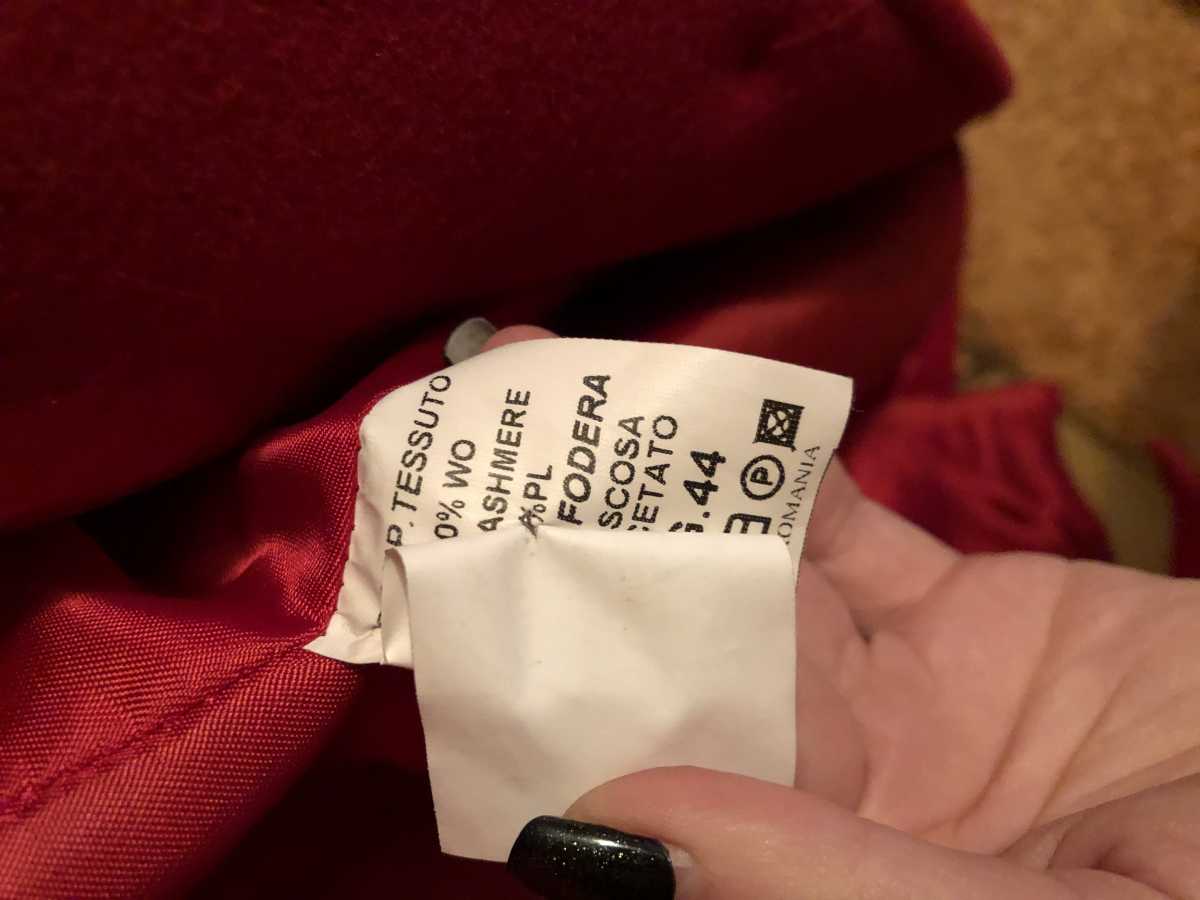 P. TESSUTO
0% WO
ASHMERE
%PL
FODERA
SCOSA
CETATO
G.44
P
ROMANIA